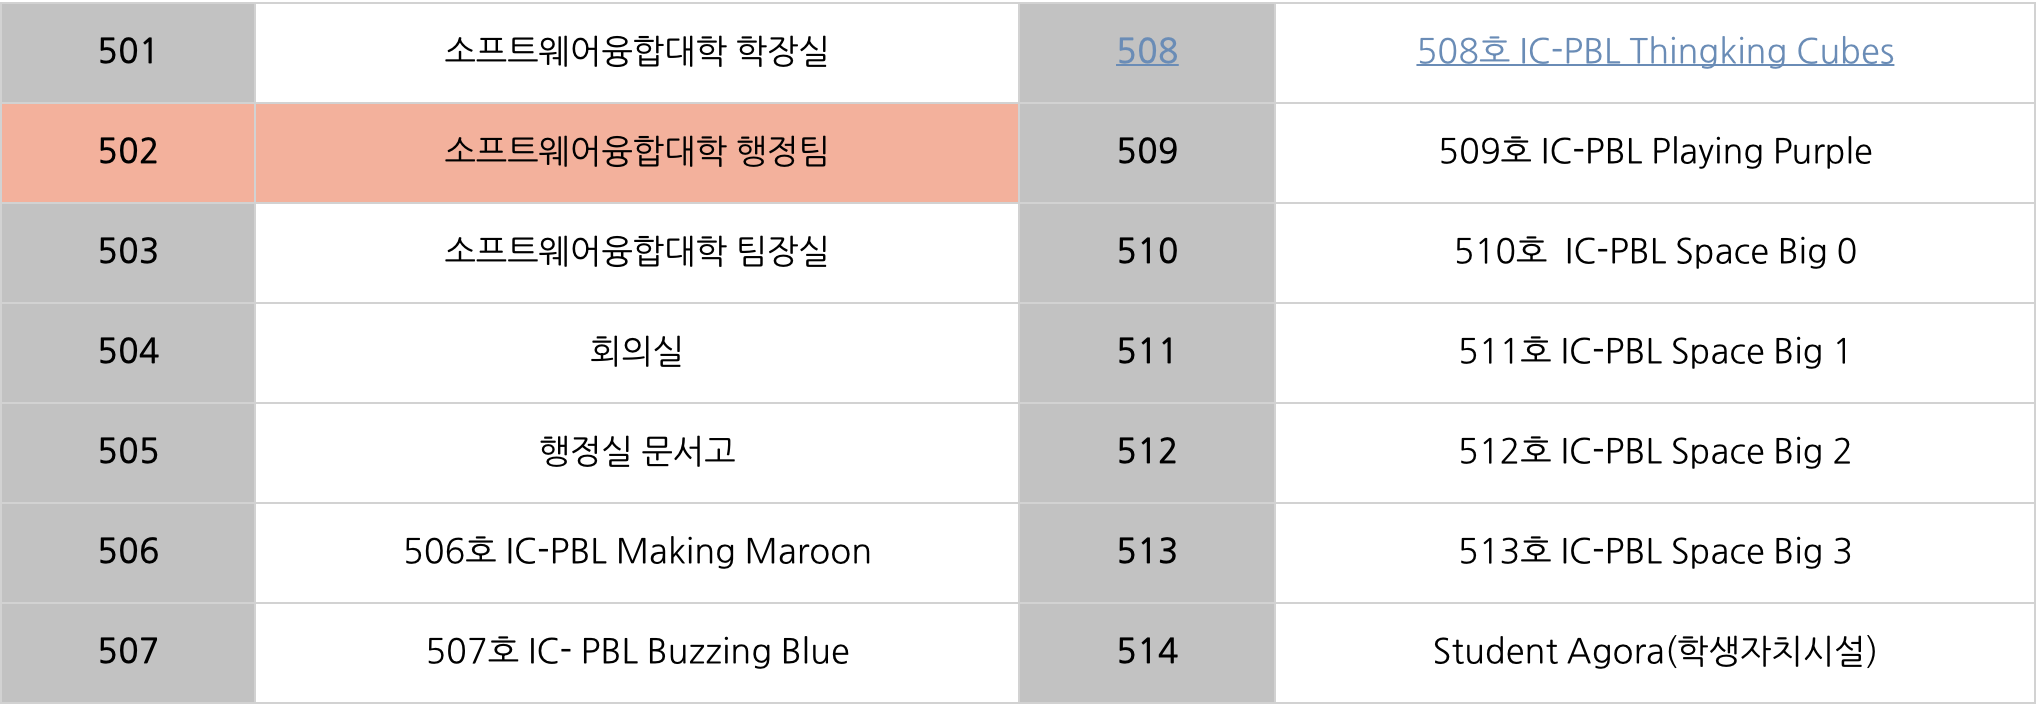 501 소프트웨어융합대학 학장실 508 508호 IC-PBL Thingking Cubes
502 소프트웨어융합대학 행정팀 509 509호 IC-PBL Playing Purple
503 소프트웨어융합대학 팀장실 510 510호 IC-PBL Space Big 0
504 회의실 511 511호 IC-PBL Space Big 1
505 행정실 문서고 512 512호 IC-PBL Space Big 2
506 506호 IC-PBL Making Maroon 513 513호 IC-PBL Space Big 3
507 507호 IC- PBL Buzzing Blue 514 Student Agora(학생자치시설)